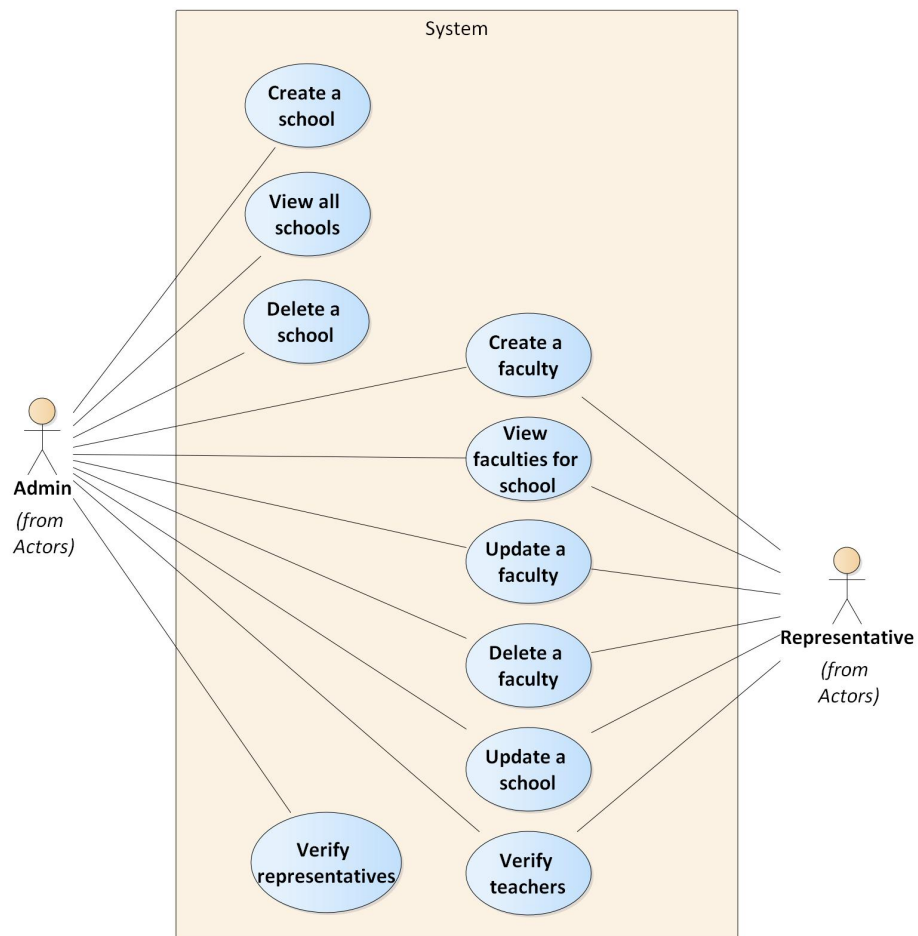 System
Create a
school
View all
schools
Delete a
school
Create a
faculty
View
faculties for
school
Admin
(from
Actors)
Update a
faculty
Representative
(from
Actors)
Delete a
faculty
Update a
school
Verify
representatives
Verify
teachers